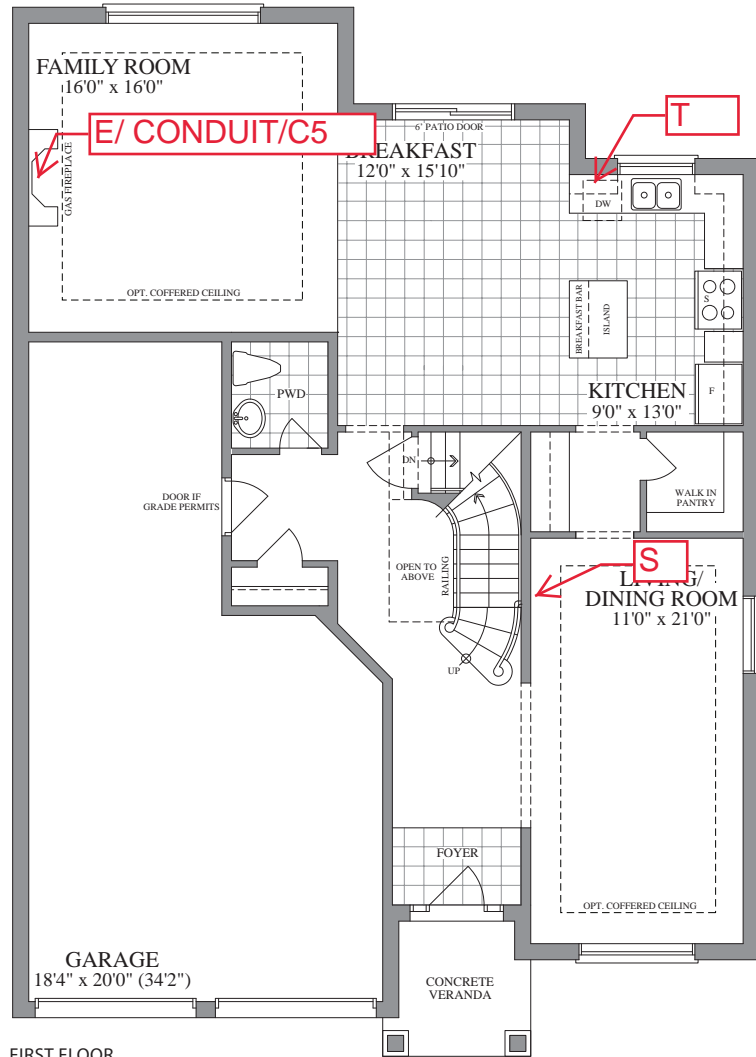 FAMILY ROOM
16'0" x 16'0"
E/ CONDUIT/C5
GAS FIREPLACE
OPT. COFFERED CEILING
6' PATIO DOOR
BREAKFAST
12'0" x 15'10"
T
DW
S
BREAKFAST BAR
ISLAND
KITCHEN
9'0" x 13'0"
F
PWD
DN
DOOR IF
GRADE PERMITS
WALK IN
PANTRY
OPEN TO
ABOVE
RAILING
UP
S
LIVING/
DINING ROOM
11'0" x 21'0"
OPT. COFFERED CEILING
FOYER
GARAGE
18'4" x 20'0" (34'2")
CONCRETE
VERANDA
FIRST FLOOR